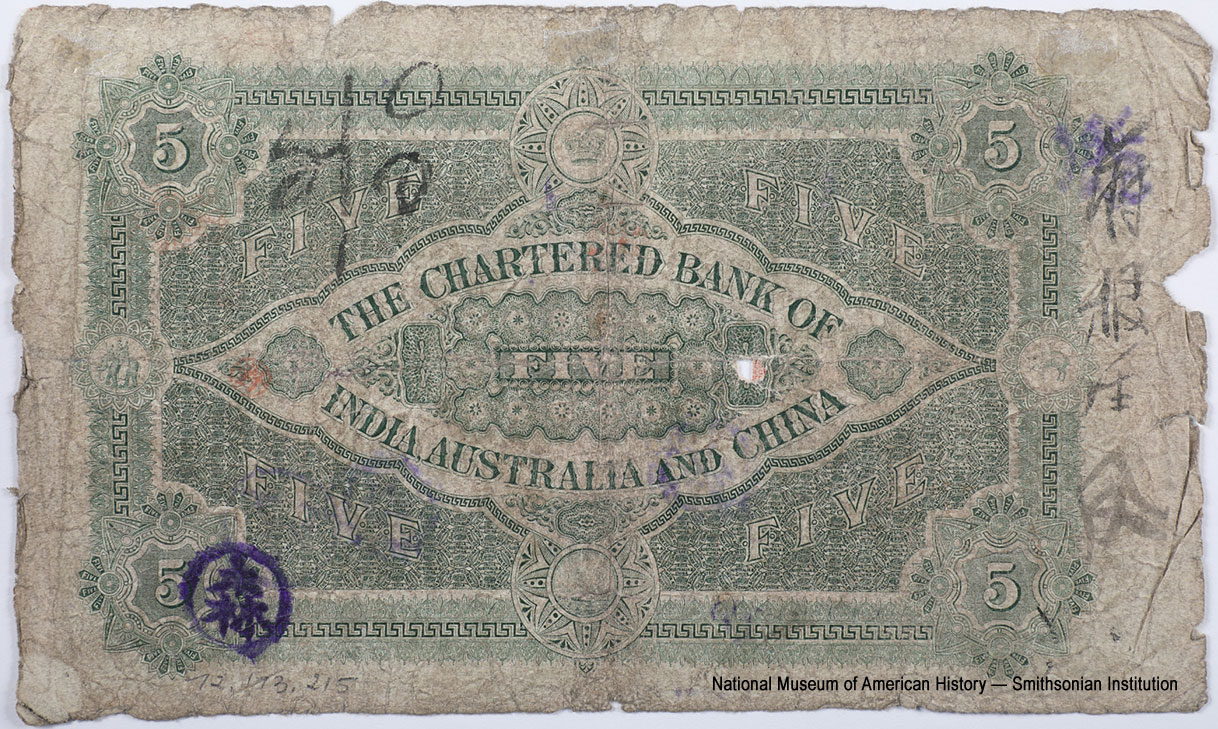 5
5
FIVE
FIVE
THE CHARTERED BANK OF
FIVE
INDIA, AUSTRALIA AND CHINA
FIVE
FIVE
5
5
森
National Museum of American History — Smithsonian Institution